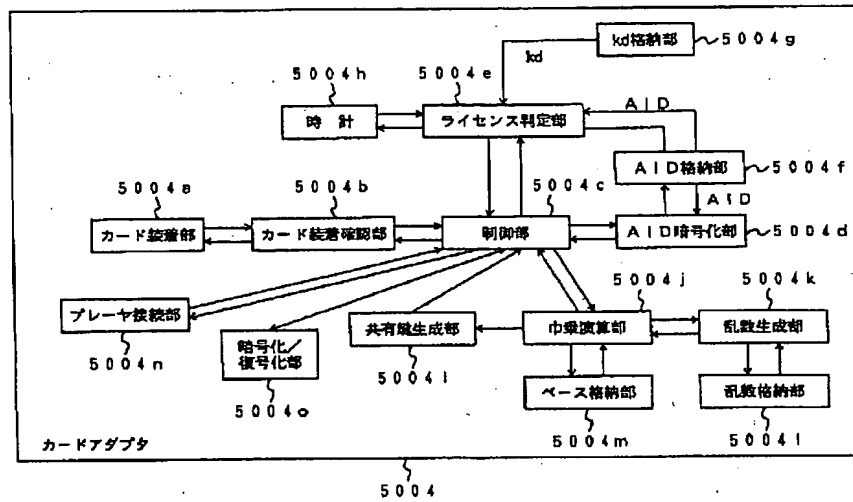 kd格納部
5004g
kd
5004h
5004e
時 計
ライセンス判定部
AID
AID格納部
5004f
AID
5004a
5004b
5004c
カード装着部
カード装着確認部
制御部
AID暗号化部
5004d
5004j
5004k
プレーヤ接続部
5004n
暗号化/
復号化部
5004o
共有鍵生成部
5004i
巾乗演算部
乱数生成部
ベース格納部
5004m
乱数格納部
5004l
カードアダプタ
5004